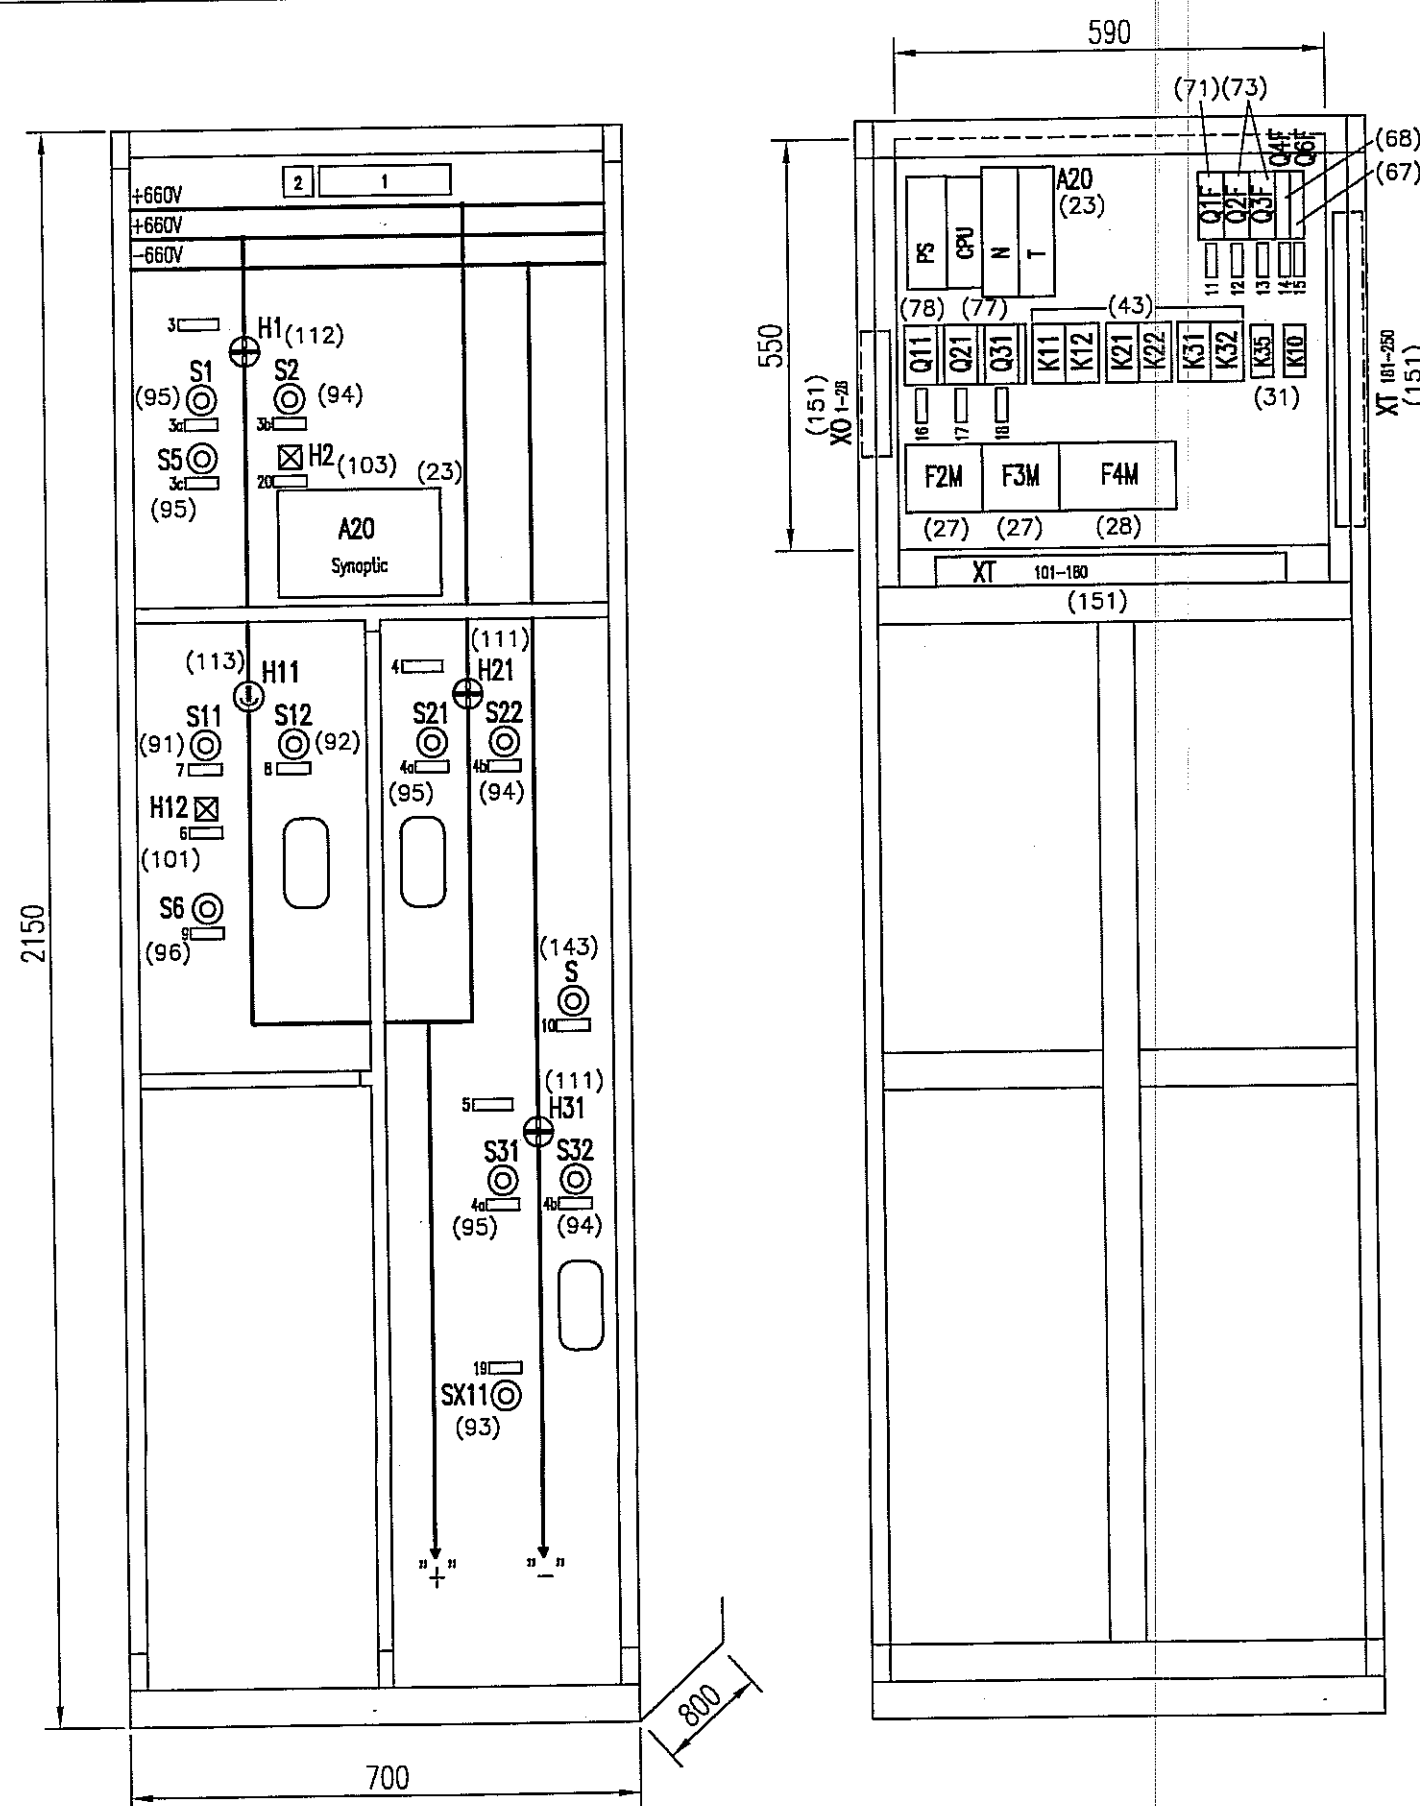 590
(71)(73)
Q4F
Q6F
(68)
(67)
2
1
+660V
+660V
-660V
PS
CPU
N
T
A20
(23)
Q1F
Q2F
Q3F
11
12
13
14
15
3
H1(112)
S1
S2
(95)
(94)
3a
3b
S5
H2(103)
(23)
3c
20
(95)
A20
Synoptic
550
(78)
(77)
(43)
Q11
Q21
Q31
K11
K12
K21
K22
K31
K32
K35
K10
(31)
16
17
18
(151)
XO 1-28
XT 181-250
(151)
F2M
F3M
F4M
(27)
(27)
(28)
XT 101-180
(151)
(113)
H11
4
(111)
H21
S11
S12
S21
S22
(91)
(92)
7
8
4a
4b
(95)
(94)
H12
6
(101)
S6
9
(96)
2150
(143)
S
10
(111)
5
H31
S31
S32
4a
4b
(95)
(94)
19
SX11
(93)
"+"
"-"
800
700